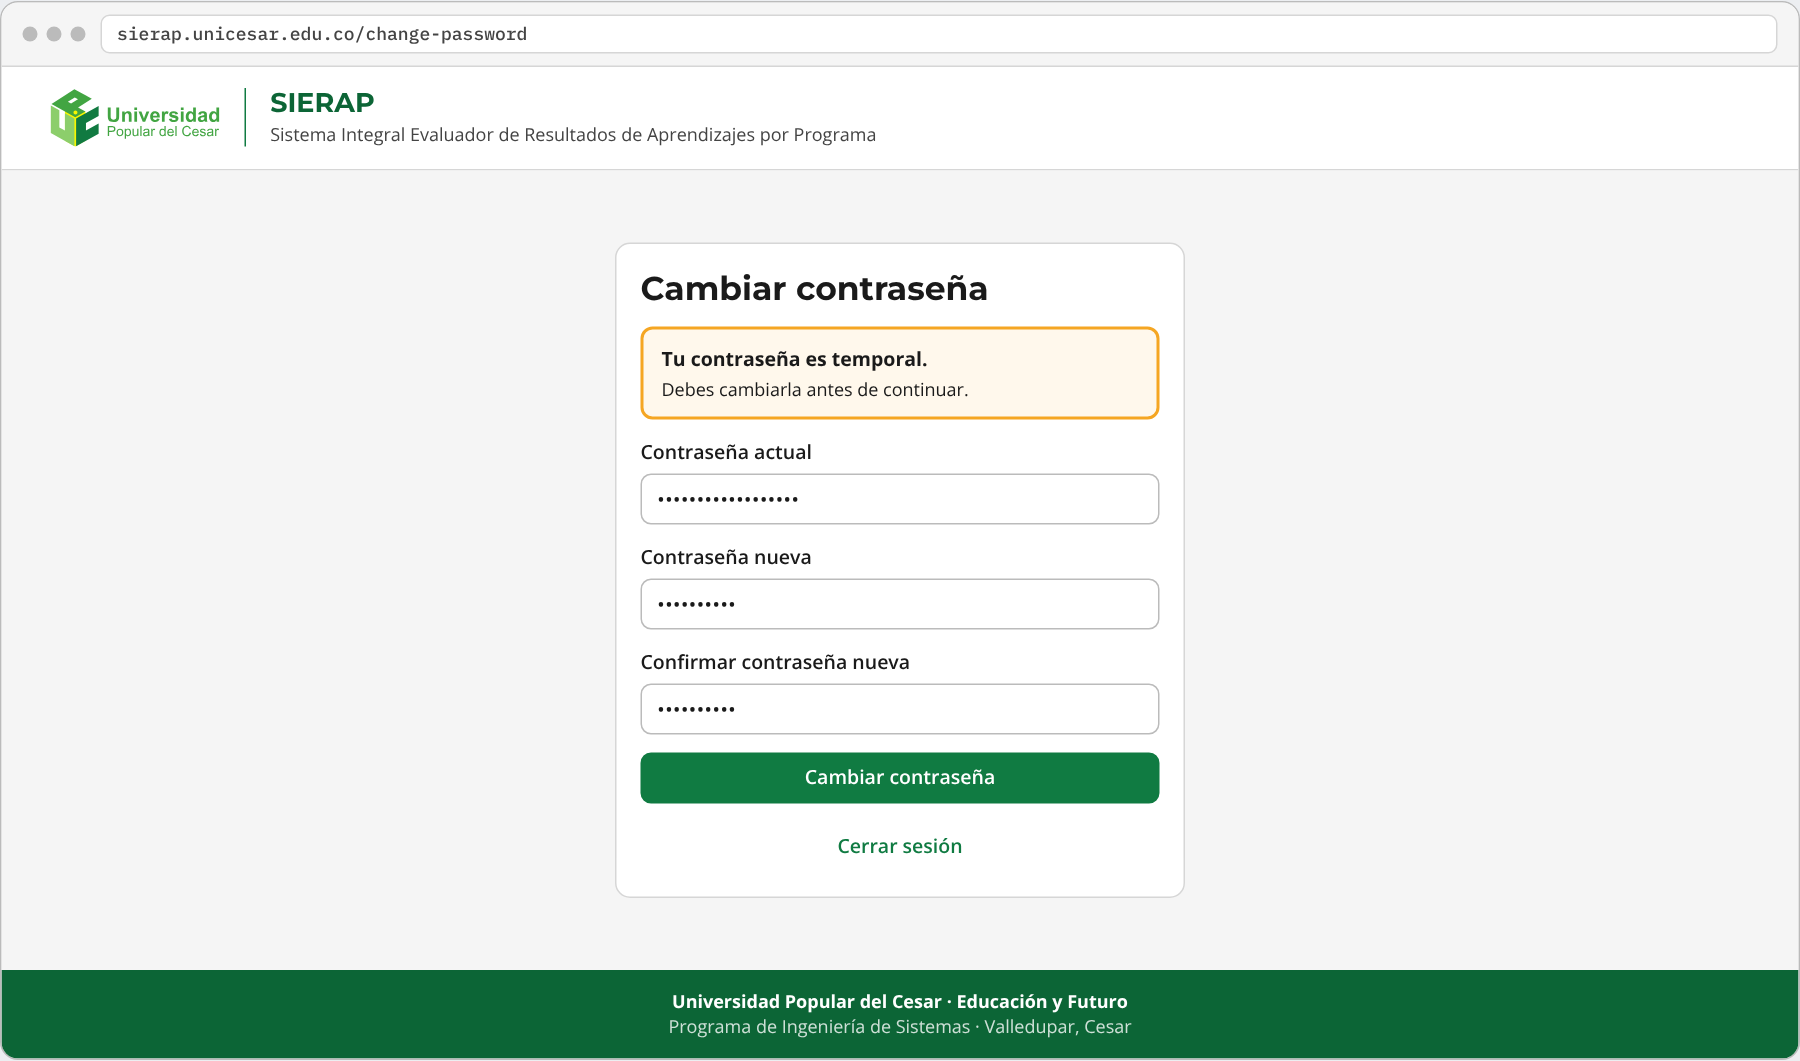 sierap.unicesar.edu.co/change-password
Universidad
Popular del Cesar
SIERAP
Sistema Integral Evaluador de Resultados de Aprendizajes por Programa
Cambiar contraseña
Tu contraseña es temporal.
Debes cambiarla antes de continuar.
Contraseña actual
••••••••••••••••••
Contraseña nueva
••••••••••
Confirmar contraseña nueva
••••••••••
Cambiar contraseña
Cerrar sesión
Universidad Popular del Cesar · Educación y Futuro
Programa de Ingeniería de Sistemas · Valledupar, Cesar